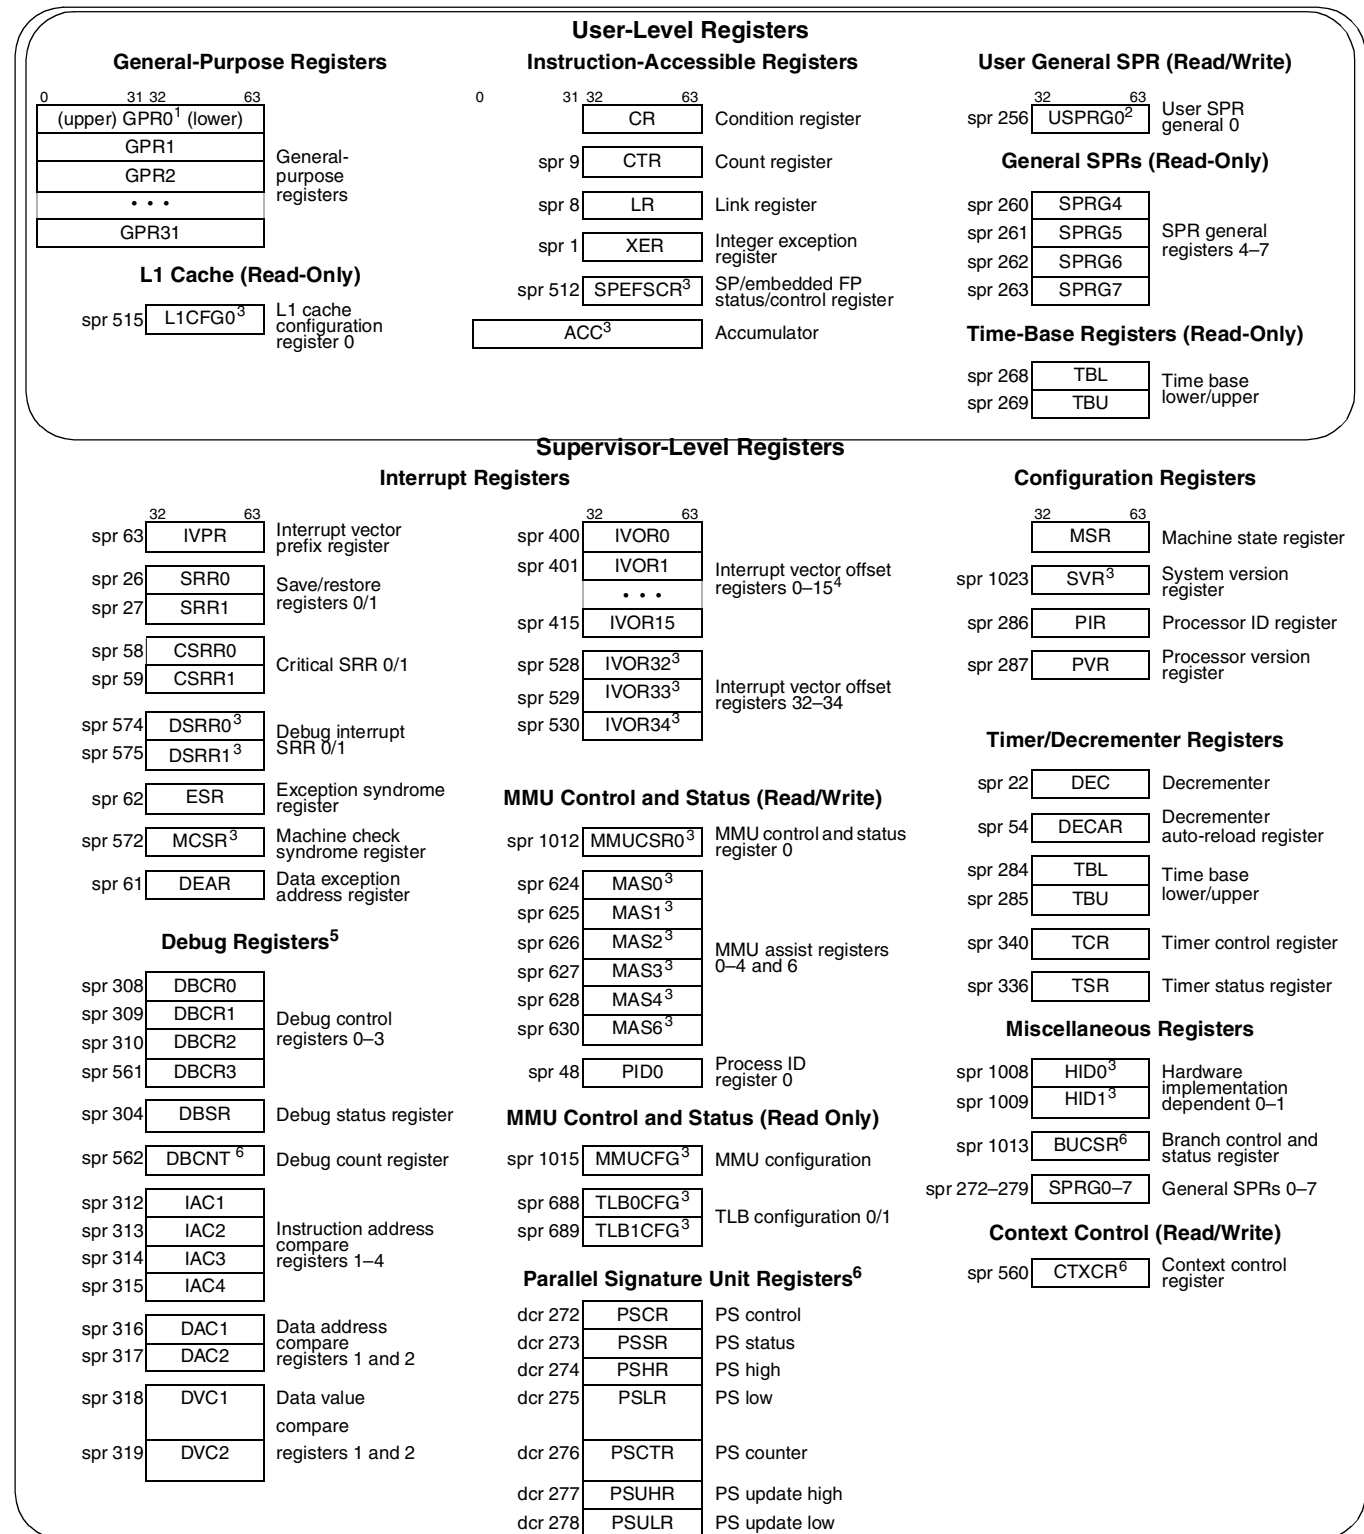 User-Level Registers
General-Purpose Registers
0 31 32 63
(upper) GPR0¹ (lower)
GPR1
GPR2
• • •
GPR31
General-
purpose
registers
L1 Cache (Read-Only)
spr 515 L1CFG0³ L1 cache
configuration
register 0
Instruction-Accessible Registers
0 31 32 63
CR Condition register
spr 9 CTR Count register
spr 8 LR Link register
spr 1 XER Integer exception
register
spr 512 SPEFSCR³ SP/embedded FP
status/control register
ACC³ Accumulator
User General SPR (Read/Write)
32 63
spr 256 USPRG0² User SPR
general 0
General SPRs (Read-Only)
spr 260 SPRG4
spr 261 SPRG5
spr 262 SPRG6
spr 263 SPRG7
SPR general
registers 4–7
Time-Base Registers (Read-Only)
spr 268 TBL
spr 269 TBU
Time base
lower/upper
Supervisor-Level Registers
Interrupt Registers
32 63
spr 63 IVPR Interrupt vector
prefix register
spr 26 SRR0
spr 27 SRR1
Save/restore
registers 0/1
spr 58 CSRR0
spr 59 CSRR1
Critical SRR 0/1
spr 574 DSRR0³
spr 575 DSRR1³
Debug interrupt
SRR 0/1
spr 62 ESR Exception syndrome
register
spr 572 MCSR³ Machine check
syndrome register
spr 61 DEAR Data exception
address register
32 63
spr 400 IVOR0
spr 401 IVOR1
• • •
spr 415 IVOR15
Interrupt vector offset
registers 0–15⁴
spr 528 IVOR32³
spr 529 IVOR33³
spr 530 IVOR34³
Interrupt vector offset
registers 32–34
Debug Registers⁵
spr 308 DBCR0
spr 309 DBCR1
spr 310 DBCR2
spr 561 DBCR3
Debug control
registers 0–3
spr 304 DBSR Debug status register
spr 562 DBCNT ⁶ Debug count register
spr 312 IAC1
spr 313 IAC2
spr 314 IAC3
spr 315 IAC4
Instruction address
compare
registers 1–4
spr 316 DAC1
spr 317 DAC2
Data address
compare
registers 1 and 2
spr 318 DVC1 Data value
compare
spr 319 DVC2 registers 1 and 2
MMU Control and Status (Read/Write)
spr 1012 MMUCSR0³ MMU control and status
register 0
spr 624 MAS0³
spr 625 MAS1³
spr 626 MAS2³
spr 627 MAS3³
spr 628 MAS4³
spr 630 MAS6³
MMU assist registers
0–4 and 6
spr 48 PID0 Process ID
register 0
MMU Control and Status (Read Only)
spr 1015 MMUCFG³ MMU configuration
spr 688 TLB0CFG³
spr 689 TLB1CFG³
TLB configuration 0/1
Parallel Signature Unit Registers⁶
dcr 272 PSCR PS control
dcr 273 PSSR PS status
dcr 274 PSHR PS high
dcr 275 PSLR PS low
dcr 276 PSCTR PS counter
dcr 277 PSUHR PS update high
dcr 278 PSULR PS update low
Configuration Registers
32 63
MSR Machine state register
spr 1023 SVR³ System version
register
spr 286 PIR Processor ID register
spr 287 PVR Processor version
register
Timer/Decrementer Registers
spr 22 DEC Decrementer
spr 54 DECAR Decrementer
auto-reload register
spr 284 TBL
spr 285 TBU
Time base
lower/upper
spr 340 TCR Timer control register
spr 336 TSR Timer status register
Miscellaneous Registers
spr 1008 HID0³
spr 1009 HID1³
Hardware
implementation
dependent 0–1
spr 1013 BUCSR⁶ Branch control and
status register
spr 272–279 SPRG0–7 General SPRs 0–7
Context Control (Read/Write)
spr 560 CTXCR⁶ Context control
register